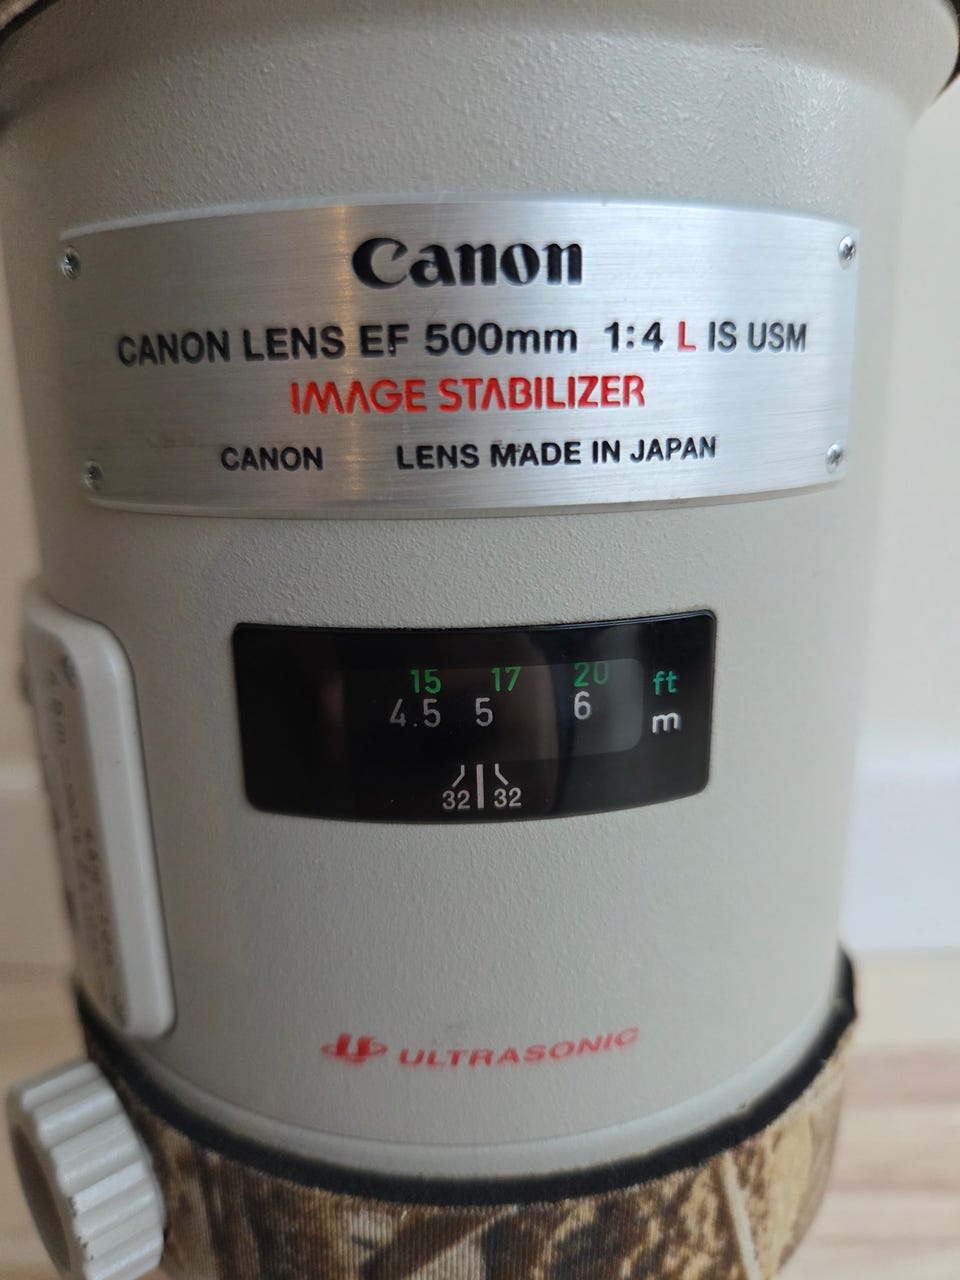 Canon
CANON LENS EF 500mm 1:4 L IS USM
IMAGE STABILIZER
CANON LENS MADE IN JAPAN
15 17 20 ft
4.5 5 6 m
32 32
ULTRASONIC